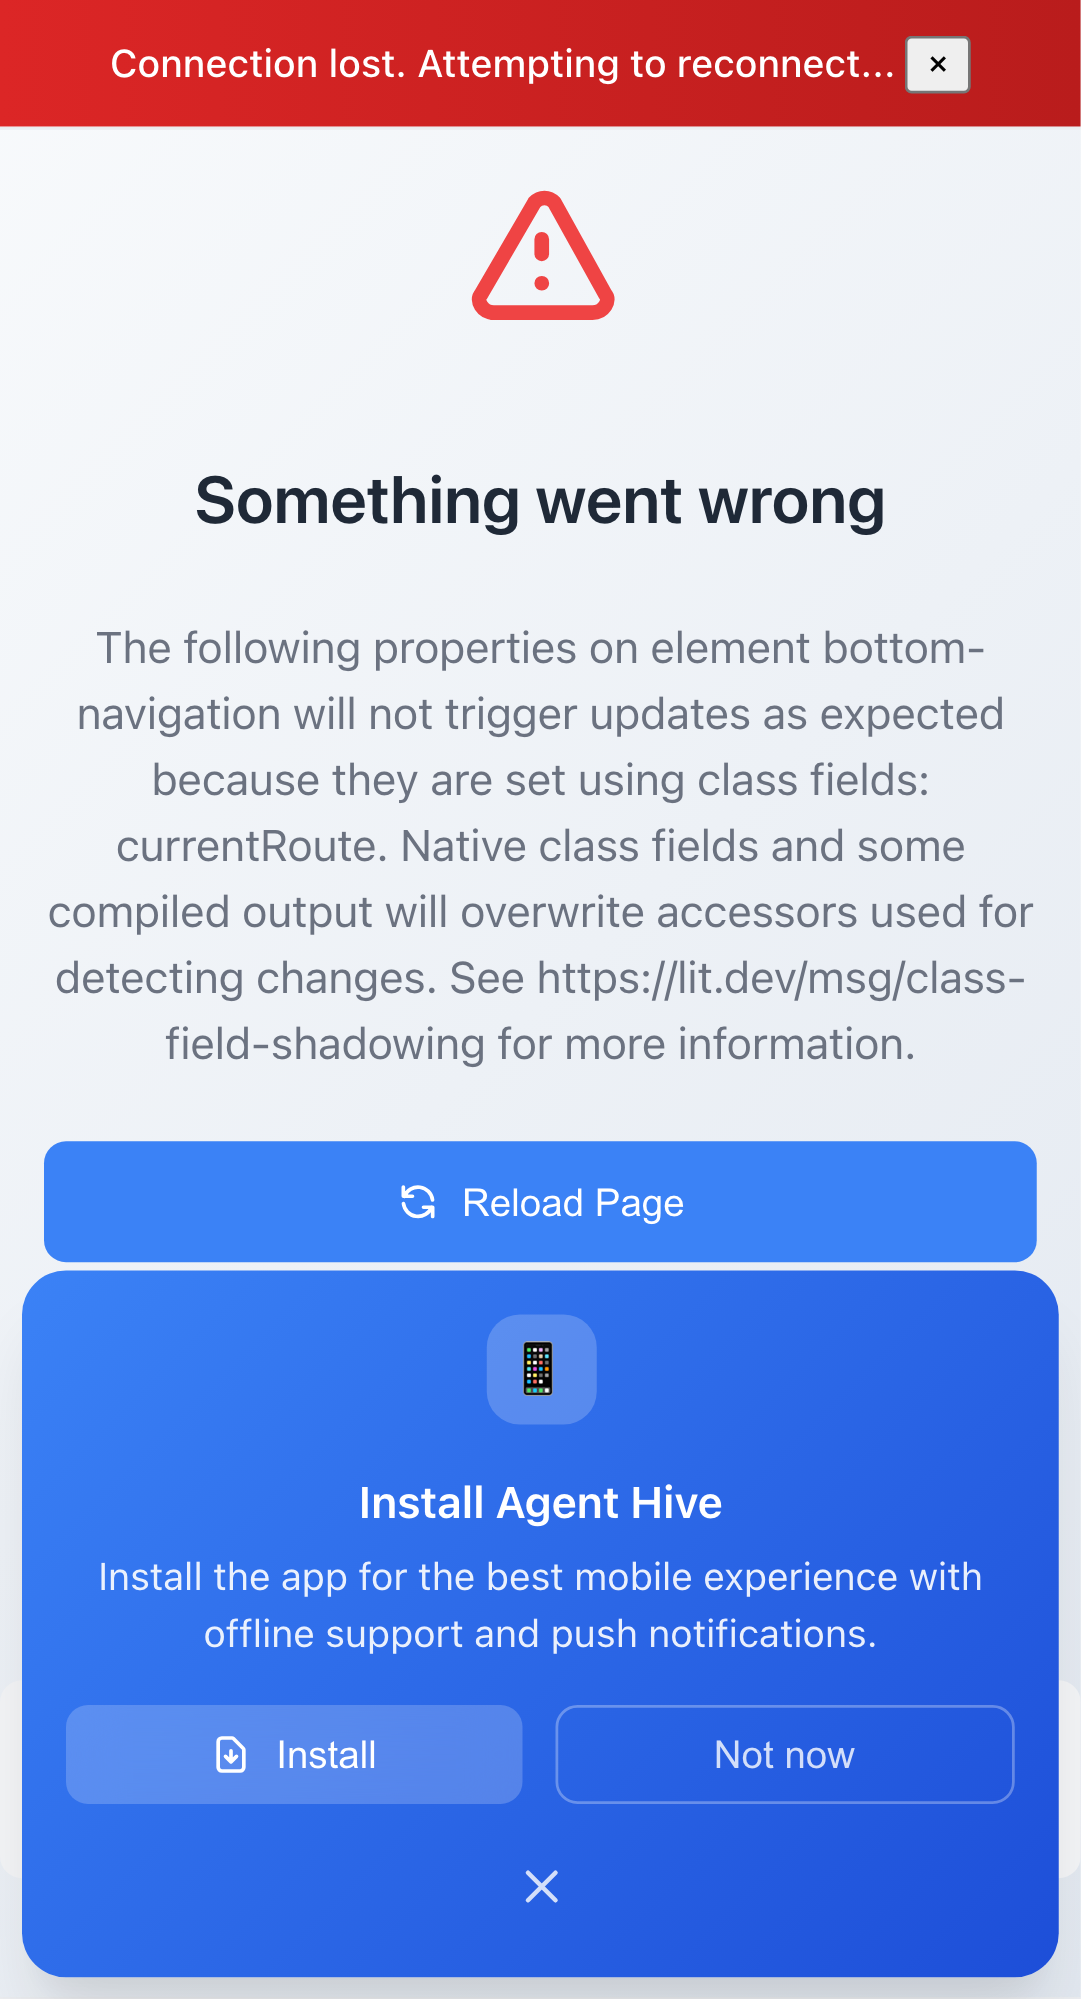 Connection lost. Attempting to reconnect... ×
Something went wrong
The following properties on element bottom-
navigation will not trigger updates as expected
because they are set using class fields:
currentRoute. Native class fields and some
compiled output will overwrite accessors used for
detecting changes. See https://lit.dev/msg/class-
field-shadowing for more information.
Reload Page
Install Agent Hive
Install the app for the best mobile experience with
offline support and push notifications.
Install
Not now